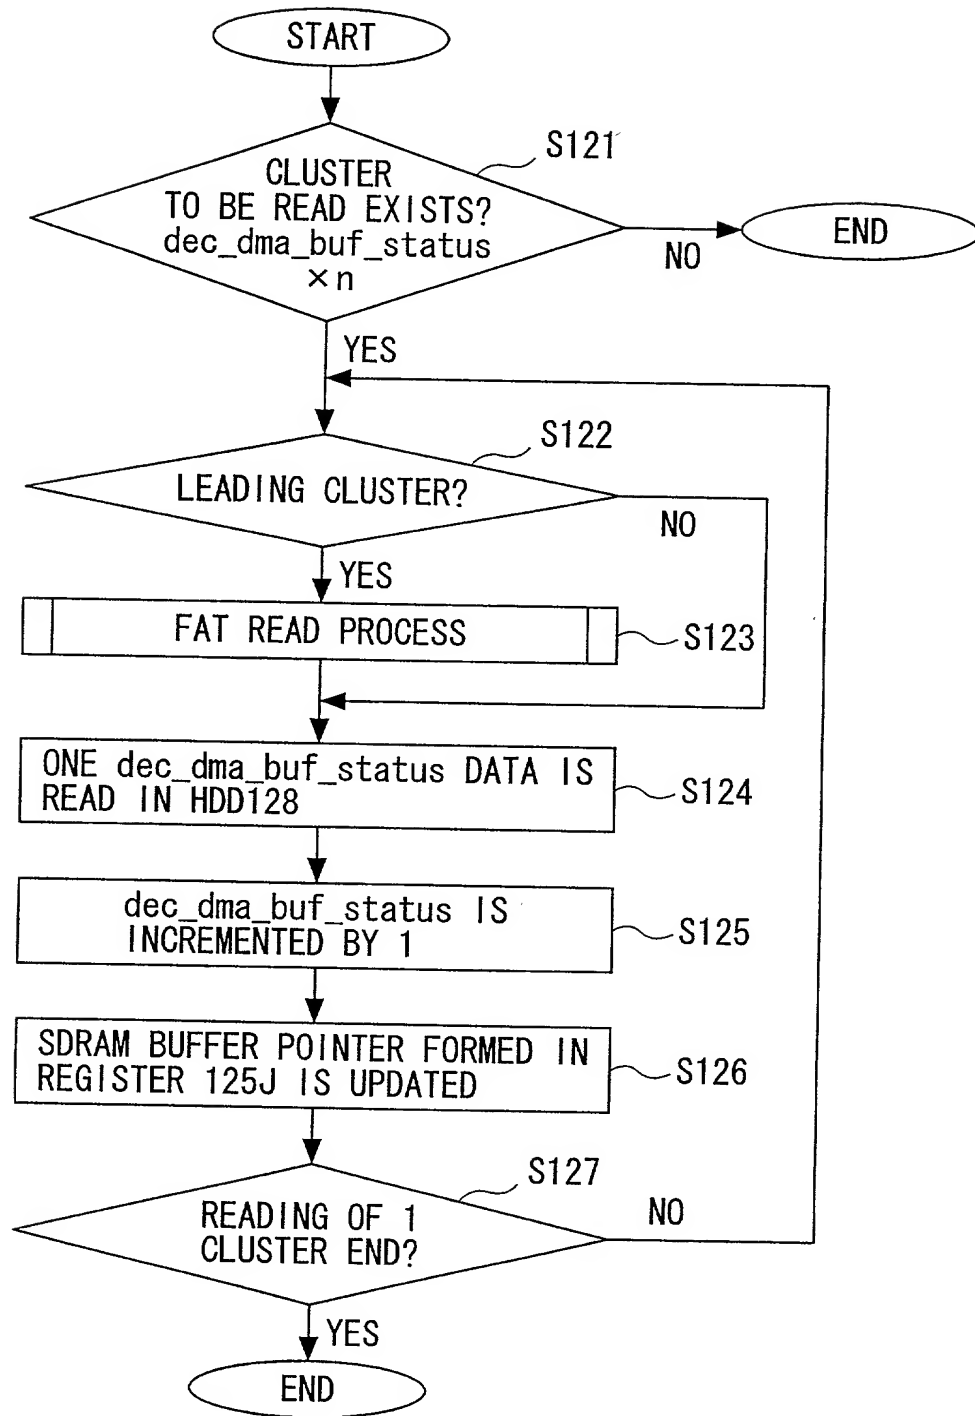 START
S121
CLUSTER
TO BE READ EXISTS?
dec_dma_buf_status
×n
NO
END
YES
S122
LEADING CLUSTER?
NO
YES
FAT READ PROCESS
S123
ONE dec_dma_buf_status DATA IS
READ IN HDD128
S124
dec_dma_buf_status IS
INCREMENTED BY 1
S125
SDRAM BUFFER POINTER FORMED IN
REGISTER 125J IS UPDATED
S126
S127
READING OF 1
CLUSTER END?
NO
YES
END